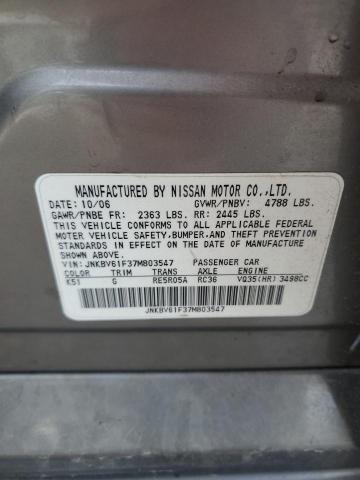 MANUFACTURED BY NISSAN MOTOR CO.,LTD.
DATE: 10/06 GVWR/PNBV: 4788 LBS.
GAWR/PNBE FR: 2363 LBS. RR: 2445 LBS.
THIS VEHICLE CONFORMS TO ALL APPLICABLE FEDERAL
MOTOR VEHICLE SAFETY,BUMPER,AND THEFT PREVENTION
STANDARDS IN EFFECT ON THE DATE OF MANUFACTURE
SHOWN ABOVE.
VIN: JNKBV61F37M803547 PASSENGER CAR
COLOR TRIM TRANS AXLE ENGINE
K51 G RE5R05A RC36 VQ35(HR) 3498CC
JNKBV61F37M803547